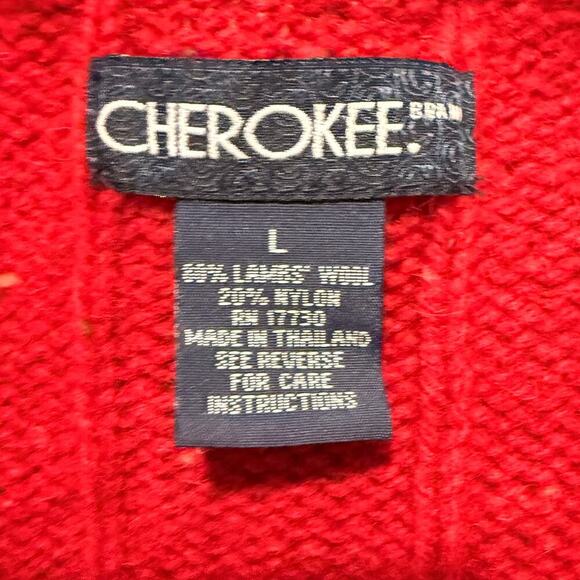 CHEROKEE. BRAND
L
80% LAMBS' WOOL
20% NYLON
RN 17730
MADE IN THAILAND
SEE REVERSE
FOR CARE
INSTRUCTIONS